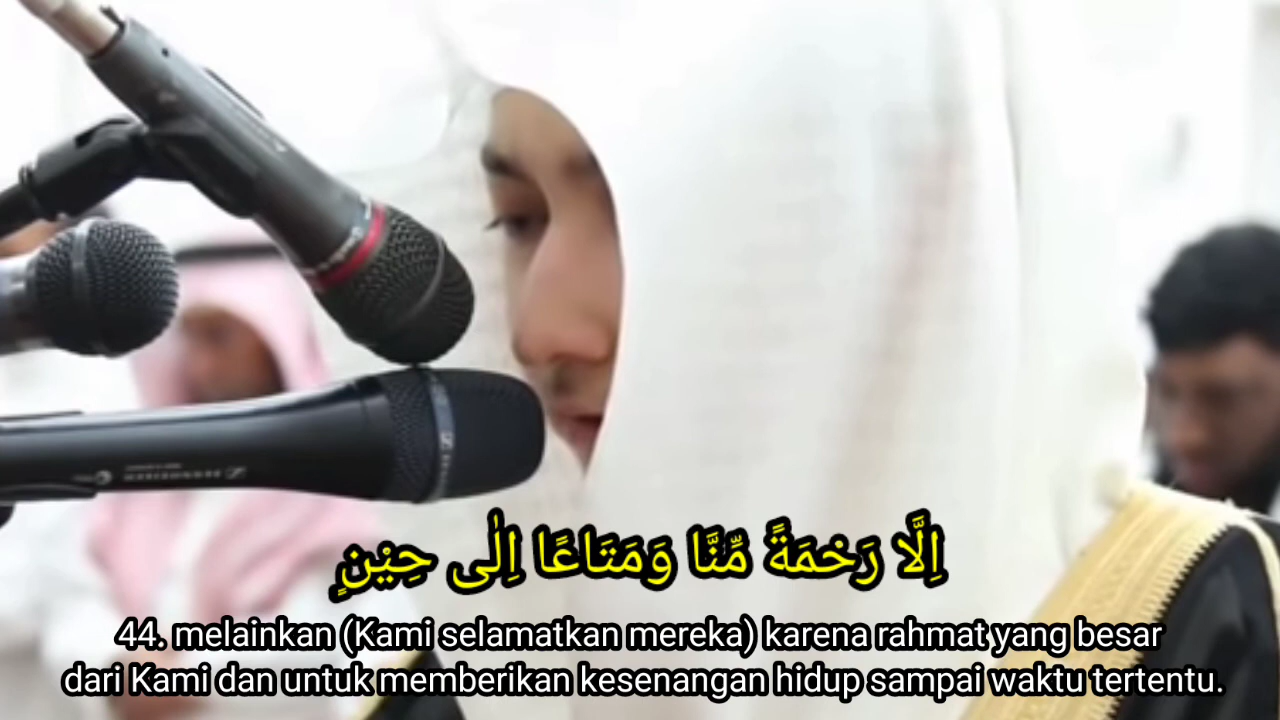 اِلَّا رَحْمَةً مِّنَّا وَمَتَاعًا اِلٰى حِيْنٍ
44. melainkan (Kami selamatkan mereka) karena rahmat yang besar
dari Kami dan untuk memberikan kesenangan hidup sampai waktu tertentu.